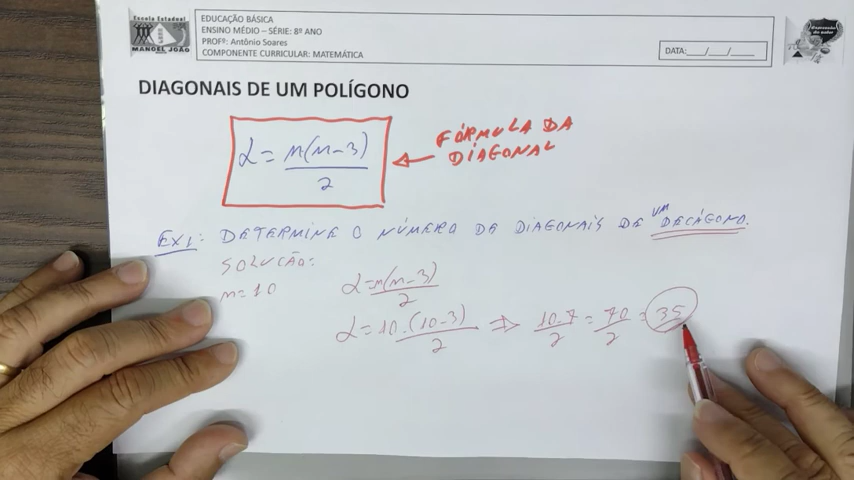 Escola Estadual
MANOEL JOÃO
EDUCAÇÃO BÁSICA
ENSINO MÉDIO – SÉRIE: 8º ANO
PROFº: Antônio Soares
COMPONENTE CURRICULAR: MATEMÁTICA
DATA:___/___/___
DIAGONAIS DE UM POLÍGONO
d = n(n-3)/2
FÓRMULA DA
DIAGONAL
EX1: DETERMINE O NÚMERO DA DIAGONAIS DE UM DECÁGONO.
SOLUÇÃO:
n=10
d=n(n-3)/2
d=10.(10-3)/2 ⇒ 10.7/2 = 70/2 = 35